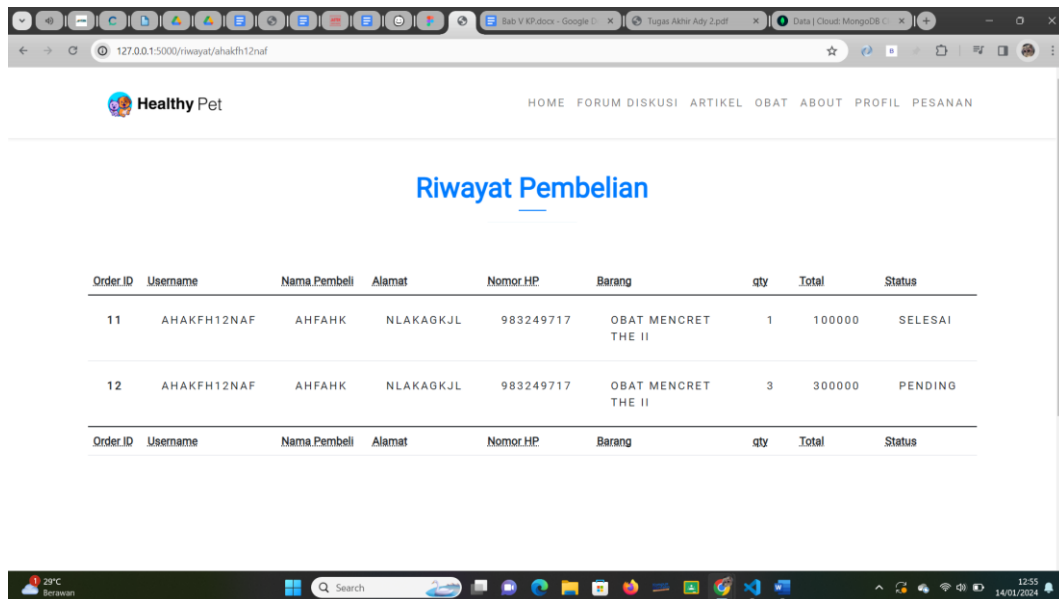 Bab V KP.docx - Google D
Tugas Akhir Ady 2.pdf
Data | Cloud: MongoDB C
127.0.0.1:5000/riwayat/ahakfh12naf
Healthy Pet
HOME FORUM DISKUSI ARTIKEL OBAT ABOUT PROFIL PESANAN
Riwayat Pembelian
Order ID Username Nama Pembeli Alamat Nomor HP Barang qty Total Status
11 AHAKFH12NAF AHFAHK NLAKAGKJL 983249717 OBAT MENCRET 1 100000 SELESAI
THE II
12 AHAKFH12NAF AHFAHK NLAKAGKJL 983249717 OBAT MENCRET 3 300000 PENDING
THE II
Order ID Username Nama Pembeli Alamat Nomor HP Barang qty Total Status
1
29°C
Berawan
Search
12:55
14/01/2024